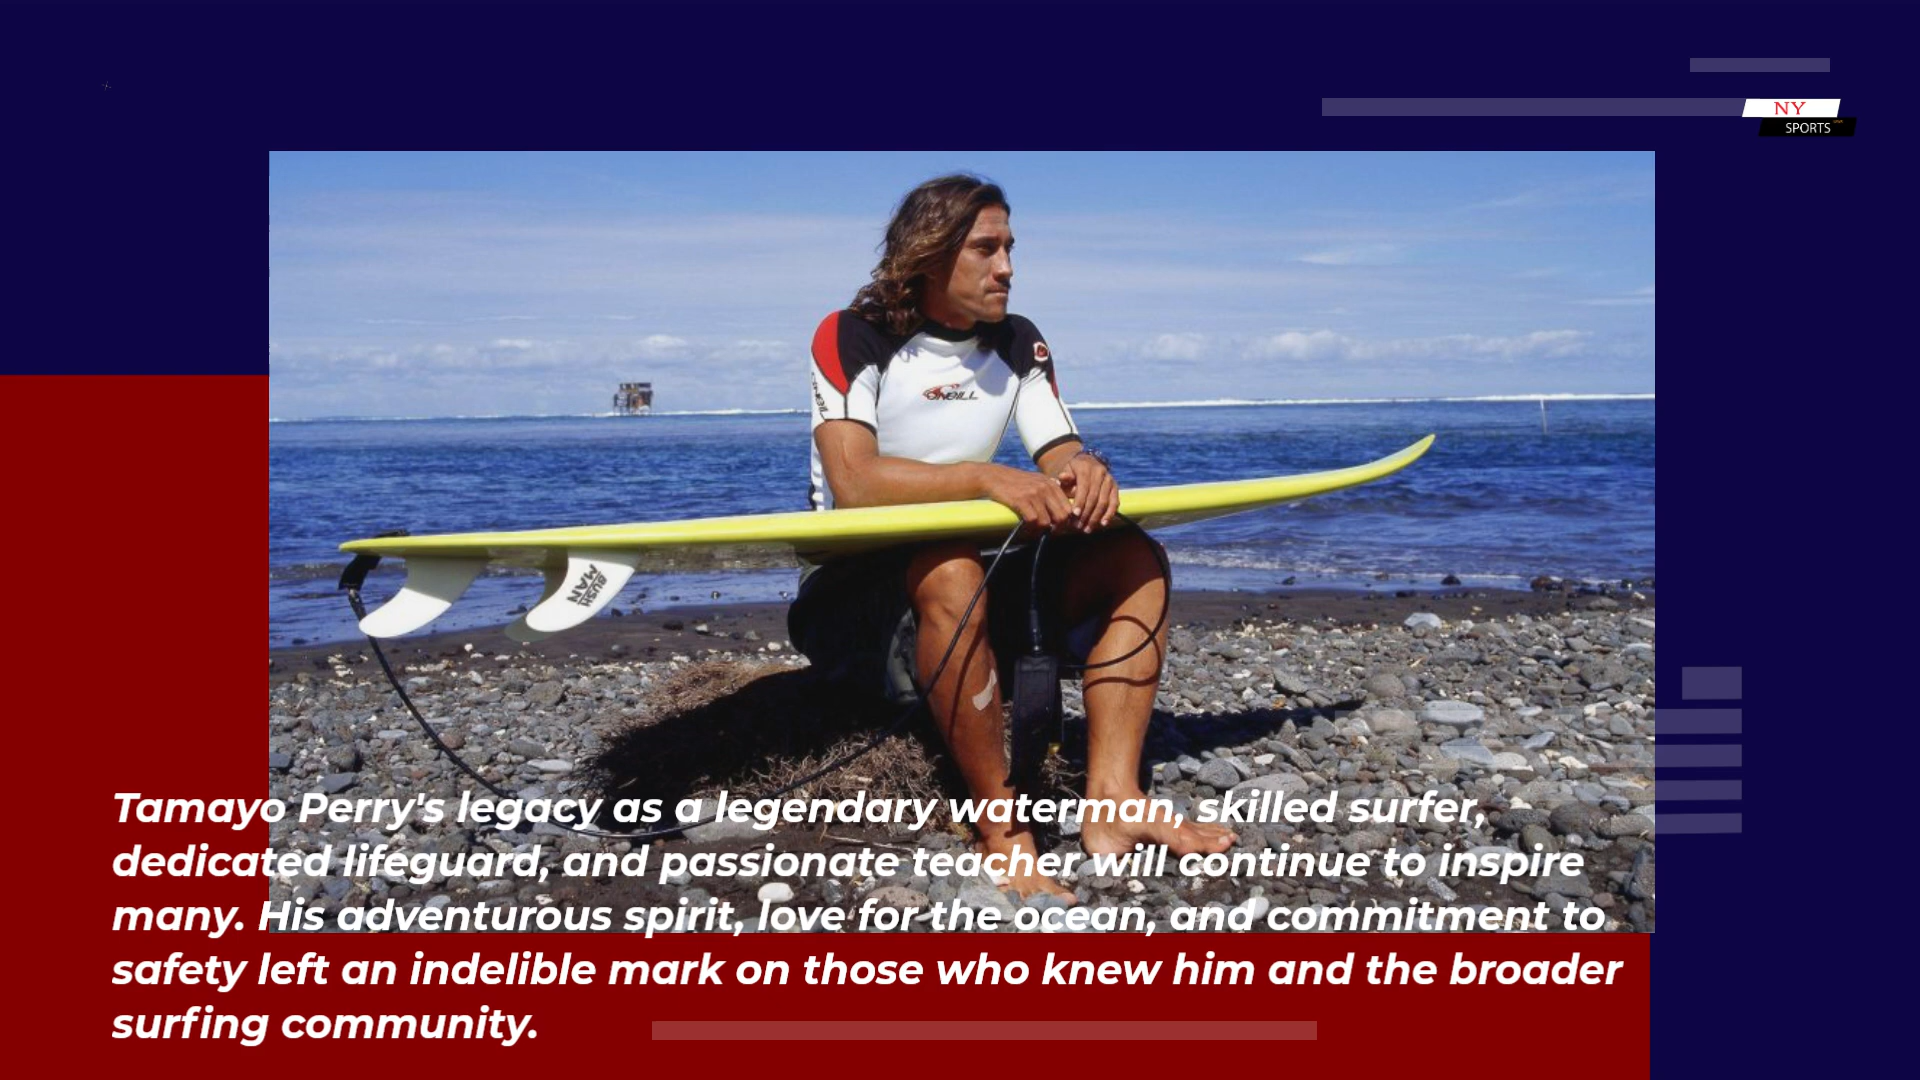 NY
SPORTS
O'NEILL
BUSH
MAN
Tamayo Perry's legacy as a legendary waterman, skilled surfer,
dedicated lifeguard, and passionate teacher will continue to inspire
many. His adventurous spirit, love for the ocean, and commitment to
safety left an indelible mark on those who knew him and the broader
surfing community.